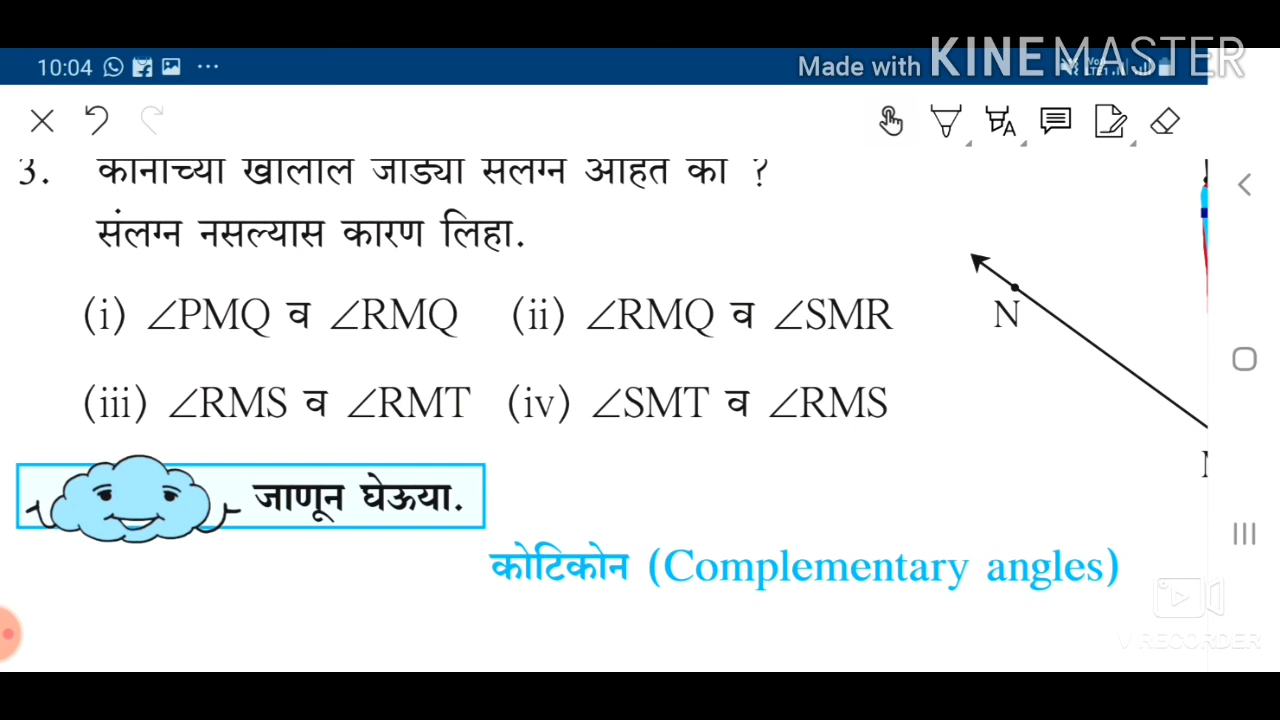 10:04 ...
Made with KINEMASTER
3. कोनांच्या खालील जोड्या संलग्न आहेत का ?
संलग्न नसल्यास कारण लिहा.
(i) ∠PMQ व ∠RMQ (ii) ∠RMQ व ∠SMR
N
(iii) ∠RMS व ∠RMT (iv) ∠SMT व ∠RMS
जाणून घेऊया.
कोटिकोन (Complementary angles)
V RECORDER